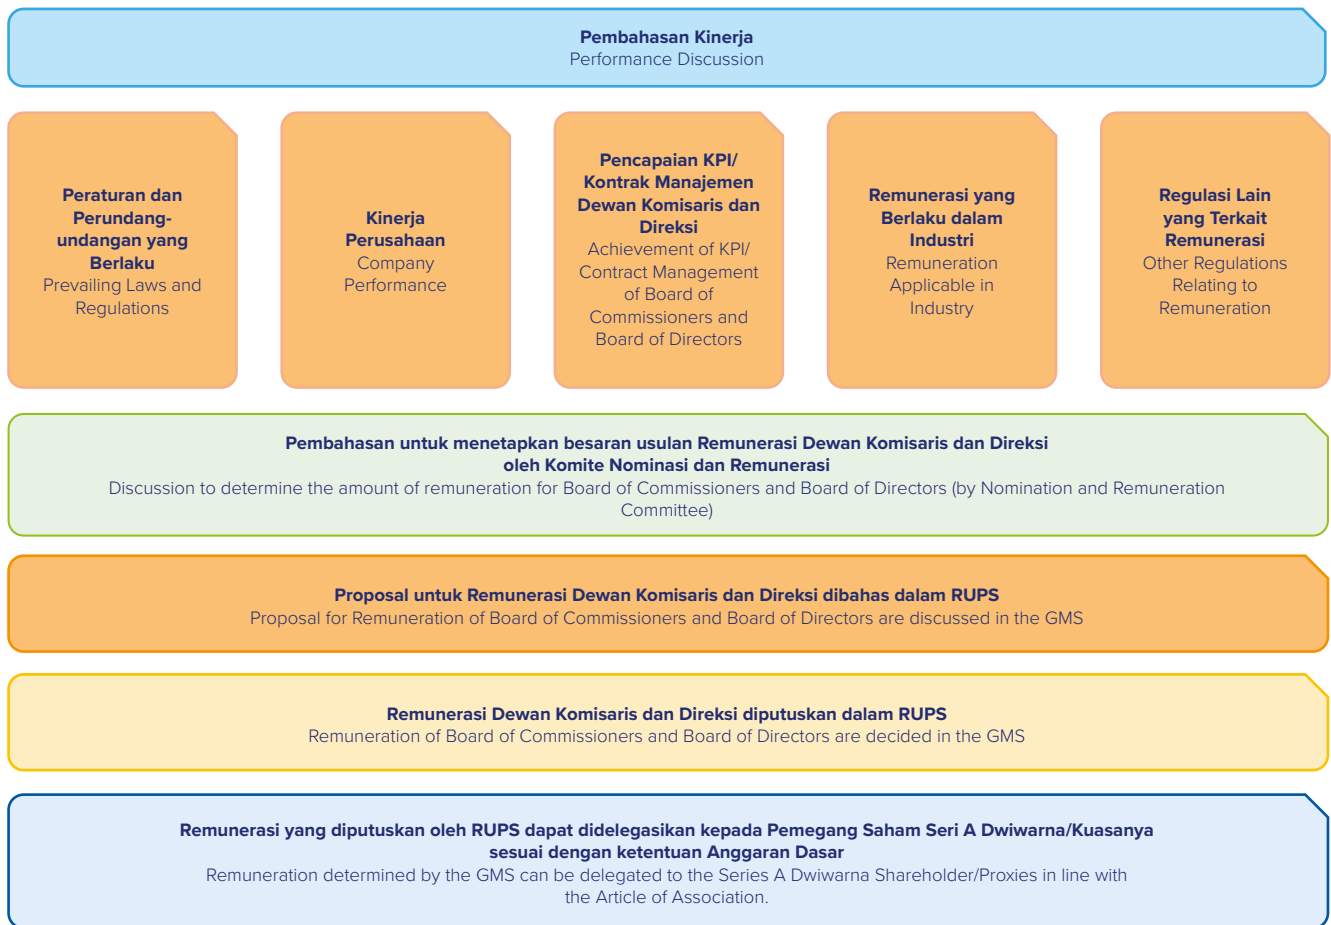 Pembahasan Kinerja
Performance Discussion
Peraturan dan
Perundang-
undangan yang
Berlaku
Prevailing Laws and
Regulations
Kinerja
Perusahaan
Company
Performance
Pencapaian KPI/
Kontrak Manajemen
Dewan Komisaris dan
Direksi
Achievement of KPI/
Contract Management
of Board of
Commissioners and
Board of Directors
Remunerasi yang
Berlaku dalam
Industri
Remuneration
Applicable in
Industry
Regulasi Lain
yang Terkait
Remunerasi
Other Regulations
Relating to
Remuneration
Pembahasan untuk menetapkan besaran usulan Remunerasi Dewan Komisaris dan Direksi
oleh Komite Nominasi dan Remunerasi
Discussion to determine the amount of remuneration for Board of Commissioners and Board of Directors (by Nomination and Remuneration
Committee)
Proposal untuk Remunerasi Dewan Komisaris dan Direksi dibahas dalam RUPS
Proposal for Remuneration of Board of Commissioners and Board of Directors are discussed in the GMS
Remunerasi Dewan Komisaris dan Direksi diputuskan dalam RUPS
Remuneration of Board of Commissioners and Board of Directors are decided in the GMS
Remunerasi yang diputuskan oleh RUPS dapat didelegasikan kepada Pemegang Saham Seri A Dwiwarna/Kuasanya
sesuai dengan ketentuan Anggaran Dasar
Remuneration determined by the GMS can be delegated to the Series A Dwiwarna Shareholder/Proxies in line with
the Article of Association.